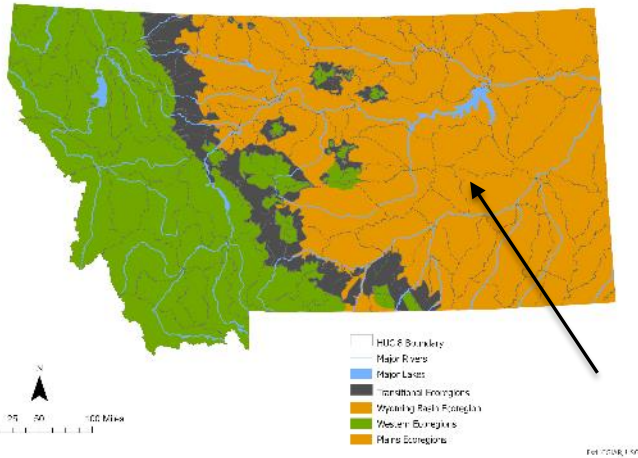 HUC 8 Boundary
Major Rivers
Major Lakes
Transitional Ecoregions
Wyoming Basin Ecoregion
Western Ecoregions
Plains Ecoregions
N
25 50 100 Miles